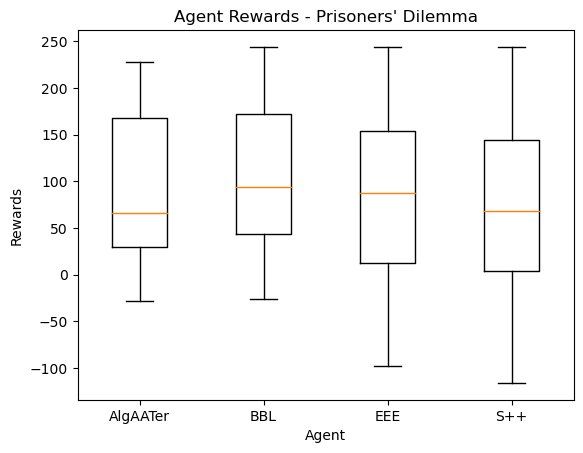 Agent Rewards - Prisoners' Dilemma
250
200
150
100
50
0
−50
−100
Rewards
AlgAATer BBL EEE S++
Agent